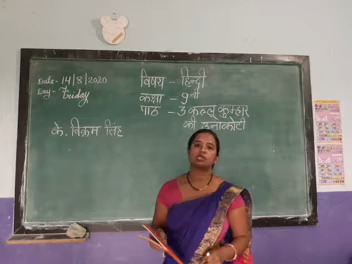 Date- 14/8/2020
Day- Friday
विषय - हिन्दी
कक्षा - 9वीं
पाठ - 3 कल्लू कुम्हार
की उनाकोटी
के. विक्रम सिंह